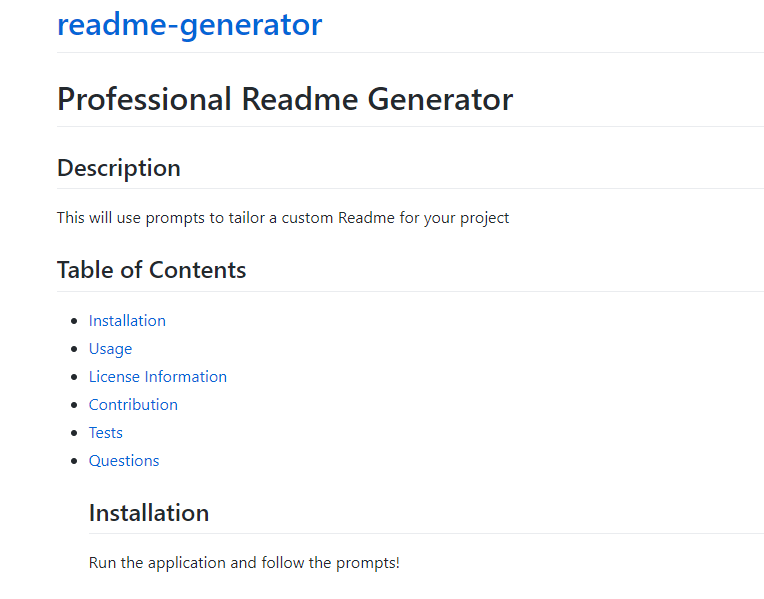 readme-generator
Professional Readme Generator
Description
This will use prompts to tailor a custom Readme for your project
Table of Contents
Installation
Usage
License Information
Contribution
Tests
Questions
Installation
Run the application and follow the prompts!